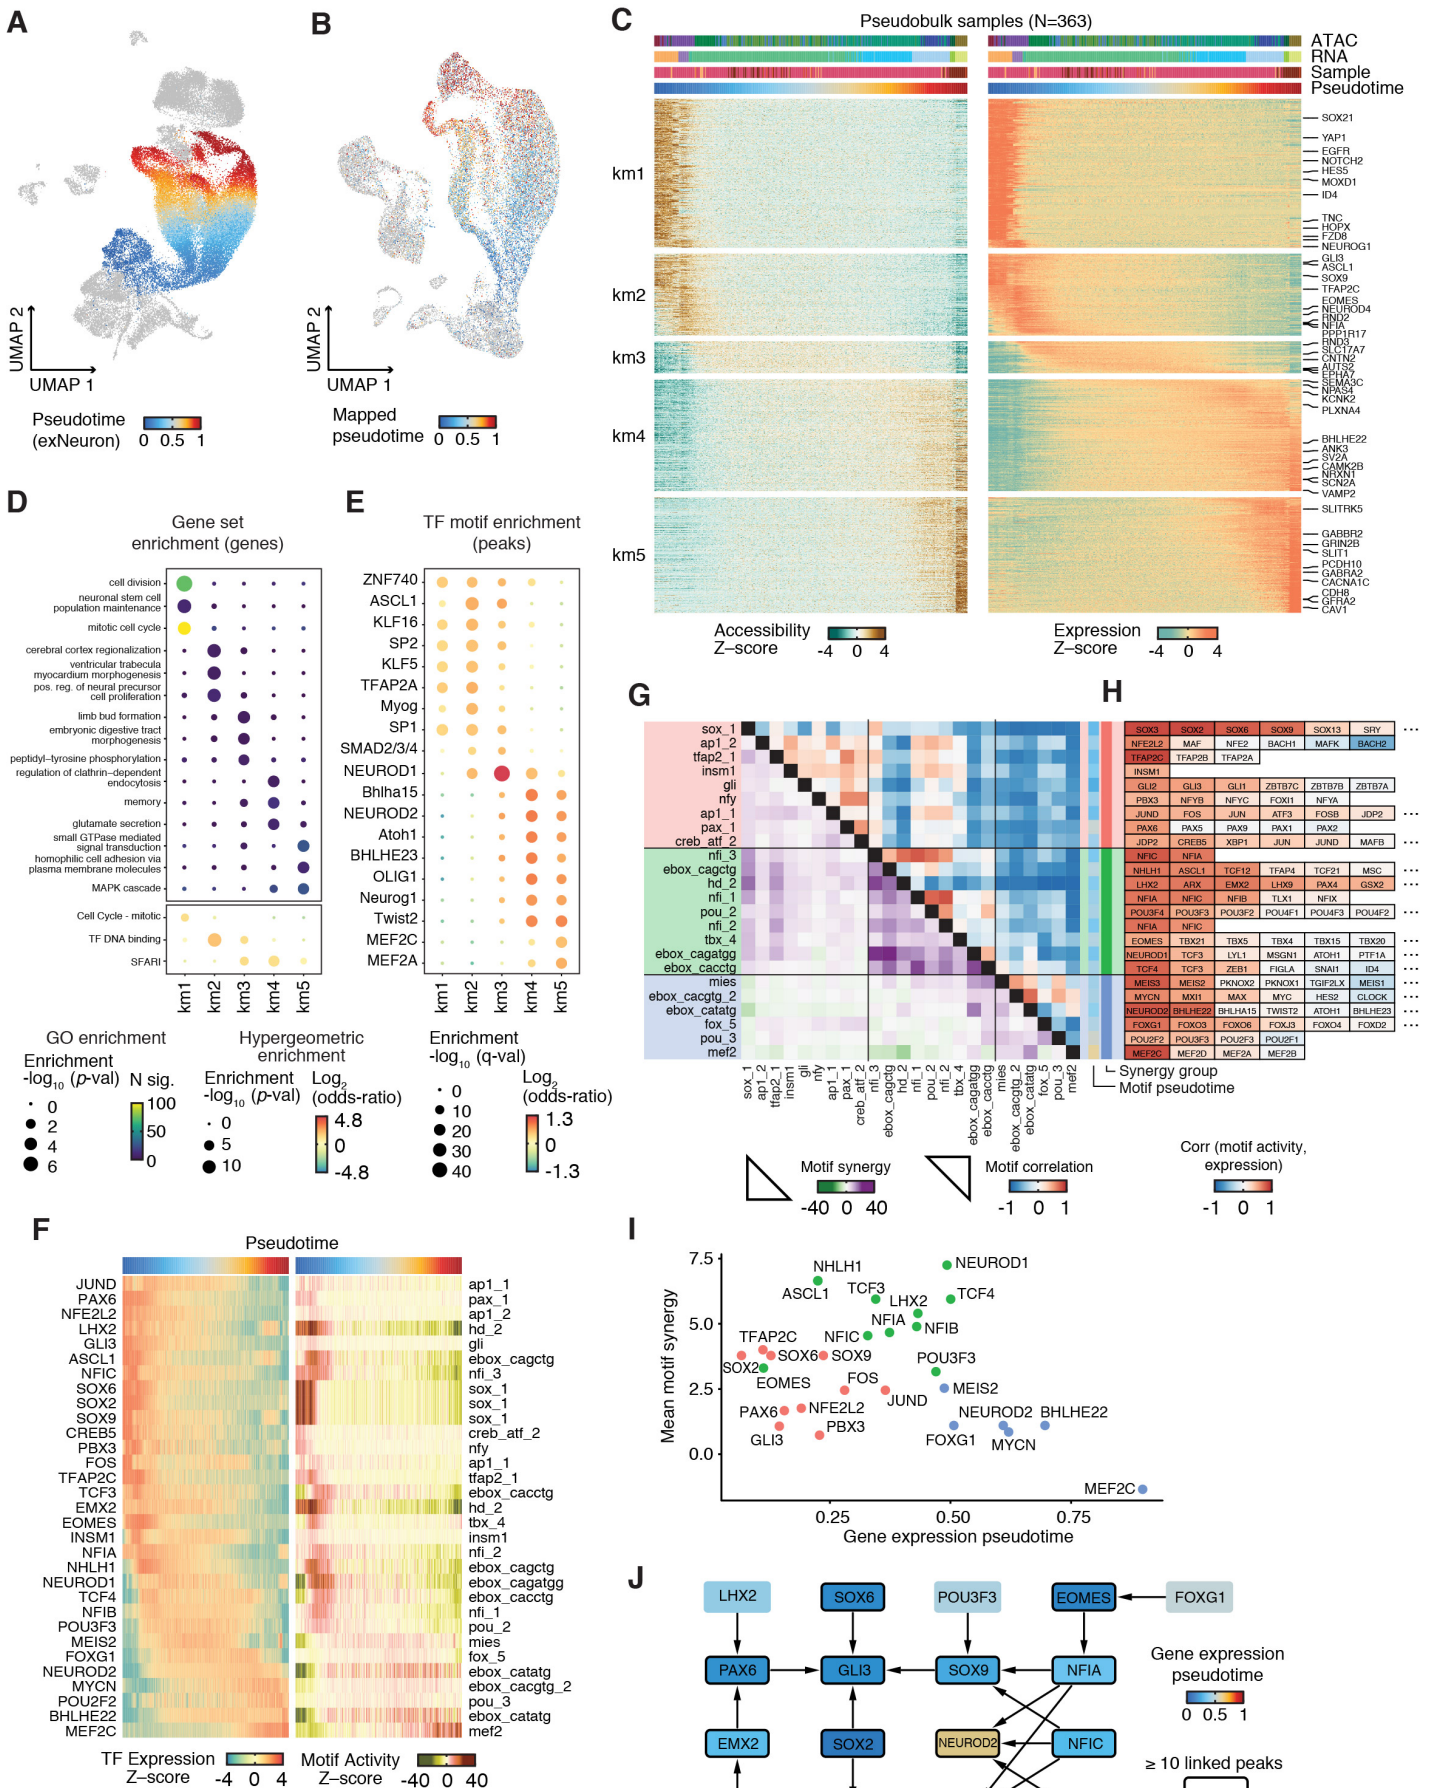 A
UMAP 2
UMAP 1
Pseudotime
(exNeuron)
0 0.5 1
B
UMAP 2
UMAP 1
Mapped
pseudotime
0 0.5 1
C
Pseudobulk samples (N=363)
ATAC
RNA
Sample
Pseudotime
km1
km2
km3
km4
km5
SOX21
YAP1
EGFR
NOTCH2
HES5
MOXD1
ID4
TNC
HOPX
FZD8
NEUROG1
GLI3
ASCL1
SOX9
TFAP2C
EOMES
NEUROD4
RND2
NFIA
PPP1R17
RND3
SLC17A7
CNTN2
AUTS2
EPHA7
SEMA3C
NPAS4
KCNK2
PLXNA4
BHLHE22
ANK3
SV2A
CAMK2B
NRXN1
SCN2A
VAMP2
SLITRK5
GABBR2
GRIN2B
SLIT1
PCDH10
GABRA2
CACNA1C
CDH8
GFRA2
CAV1
Accessibility
Z–score
-4 0 4
Expression
Z–score
-4 0 4
D
Gene set
enrichment (genes)
cell division
neuronal stem cell
population maintenance
mitotic cell cycle
cerebral cortex regionalization
ventricular trabecula
myocardium morphogenesis
pos. reg. of neural precursor
cell proliferation
limb bud formation
embryonic digestive tract
morphogenesis
peptidyl–tyrosine phosphorylation
regulation of clathrin–dependent
endocytosis
memory
glutamate secretion
small GTPase mediated
signal transduction
homophilic cell adhesion via
plasma membrane molecules
MAPK cascade
Cell Cycle - mitotic
TF DNA binding
SFARI
km1 km2 km3 km4 km5
GO enrichment
Enrichment
-log10 (p-val)
0
2
4
6
N sig.
100
50
0
Hypergeometric
enrichment
Enrichment
-log10 (p-val)
0
5
10
Log2
(odds-ratio)
4.8
0
-4.8
E
TF motif enrichment
(peaks)
ZNF740
ASCL1
KLF16
SP2
KLF5
TFAP2A
Myog
SP1
SMAD2/3/4
NEUROD1
Bhlha15
NEUROD2
Atoh1
BHLHE23
OLIG1
Neurog1
Twist2
MEF2C
MEF2A
km1 km2 km3 km4 km5
Enrichment
-log10 (q-val)
0
10
20
30
40
Log2
(odds-ratio)
1.3
0
-1.3
F
Pseudotime
JUND ap1_1
PAX6 pax_1
NFE2L2 ap1_2
LHX2 hd_2
GLI3 gli
ASCL1 ebox_cagctg
NFIC nfi_3
SOX6 sox_1
SOX2 sox_1
SOX9 sox_1
CREB5 creb_atf_2
PBX3 nfy
FOS ap1_1
TFAP2C tfap2_1
TCF3 ebox_cacctg
EMX2 hd_2
EOMES tbx_4
INSM1 insm1
NFIA nfi_2
NHLH1 ebox_cagctg
NEUROD1 ebox_cagatgg
TCF4 ebox_cacctg
NFIB nfi_1
POU3F3 pou_2
MEIS2 mies
FOXG1 fox_5
NEUROD2 ebox_catatg
MYCN ebox_cacgtg_2
POU2F2 pou_3
BHLHE22 ebox_catatg
MEF2C mef2
TF Expression
Z–score
-4 0 4
Motif Activity
Z–score
-40 0 40
G
sox_1
ap1_2
tfap2_1
insm1
gli
nfy
ap1_1
pax_1
creb_atf_2
nfi_3
ebox_cagctg
hd_2
nfi_1
pou_2
nfi_2
tbx_4
ebox_cagatgg
ebox_cacctg
mies
ebox_cacgtg_2
ebox_catatg
fox_5
pou_3
mef2
sox_1 ap1_2 tfap2_1 insm1 gli nfy ap1_1 pax_1 creb_atf_2 nfi_3 ebox_cagctg hd_2 nfi_1 pou_2 nfi_2 tbx_4 ebox_cagatgg ebox_cacctg mies ebox_cacgtg_2 ebox_catatg fox_5 pou_3 mef2
Synergy group
Motif pseudotime
Motif synergy
-40 0 40
Motif correlation
-1 0 1
H
SOX3 SOX2 SOX6 SOX9 SOX13 SRY ...
NFE2L2 MAF NFE2 BACH1 MAFK BACH2
TFAP2C TFAP2B TFAP2A
INSM1
GLI2 GLI3 GLI1 ZBTB7C ZBTB7B ZBTB7A
PBX3 NFYB NFYC FOXI1 NFYA
JUND FOS JUN ATF3 FOSB JDP2 ...
PAX6 PAX5 PAX9 PAX1 PAX2
JDP2 CREB5 XBP1 JUN JUND MAFB ...
NFIC NFIA
NHLH1 ASCL1 TCF12 TFAP4 TCF21 MSC ...
LHX2 ARX EMX2 LHX9 PAX4 GSX2 ...
NFIA NFIC NFIB TLX1 NFIX
POU3F4 POU3F3 POU3F2 POU4F1 POU4F3 POU4F2 ...
NFIA NFIC
EOMES TBX21 TBX5 TBX4 TBX15 TBX20 ...
NEUROD1 TCF3 LYL1 MSGN1 ATOH1 PTF1A ...
TCF4 TCF3 ZEB1 FIGLA SNAI1 ID4 ...
MEIS3 MEIS2 PKNOX2 PKNOX1 TGIF2LX MEIS1 ...
MYCN MXI1 MAX MYC HES2 CLOCK ...
NEUROD2 BHLHE22 BHLHA15 TWIST2 ATOH1 BHLHE23 ...
FOXG1 FOXO3 FOXO6 FOXJ3 FOXO4 FOXD2 ...
POU2F2 POU3F3 POU2F3 POU2F1
MEF2C MEF2D MEF2A MEF2B
Corr (motif activity,
expression)
-1 0 1
I
Mean motif synergy
7.5
5.0
2.5
0.0
NHLH1
NEUROD1
ASCL1
TCF3
TCF4
LHX2
NFIA
NFIB
TFAP2C
NFIC
SOX6
SOX9
POU3F3
SOX2
EOMES
FOS
MEIS2
JUND
PAX6
NFE2L2
NEUROD2
BHLHE22
GLI3
PBX3
FOXG1
MYCN
MEF2C
0.25 0.50 0.75
Gene expression pseudotime
J
LHX2 SOX6 POU3F3 EOMES FOXG1
PAX6 GLI3 SOX9 NFIA
EMX2 SOX2 NEUROD2 NFIC
Gene expression
pseudotime
0 0.5 1
≥ 10 linked peaks